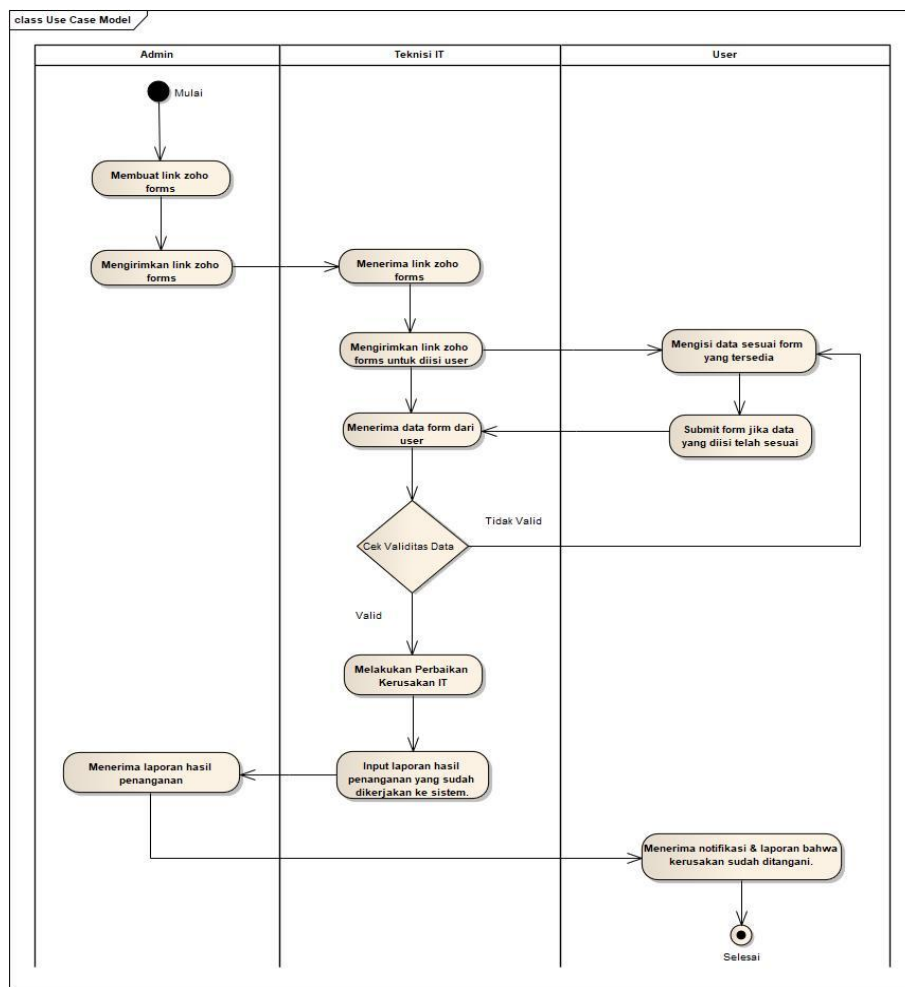 class Use Case Model
Admin
Teknisi IT
User
Mulai
Membuat link zoho
forms
Mengirimkan link zoho
forms
Menerima link zoho
forms
Mengirimkan link zoho
forms untuk diisi user
Mengisi data sesuai form
yang tersedia
Menerima data form dari
user
Submit form jika data
yang diisi telah sesuai
Cek Validitas Data
Tidak Valid
Valid
Melakukan Perbaikan
Kerusakan IT
Input laporan hasil
penanganan yang sudah
dikerjakan ke sistem.
Menerima laporan hasil
penanganan
Menerima notifikasi & laporan bahwa
kerusakan sudah ditangani.
Selesai